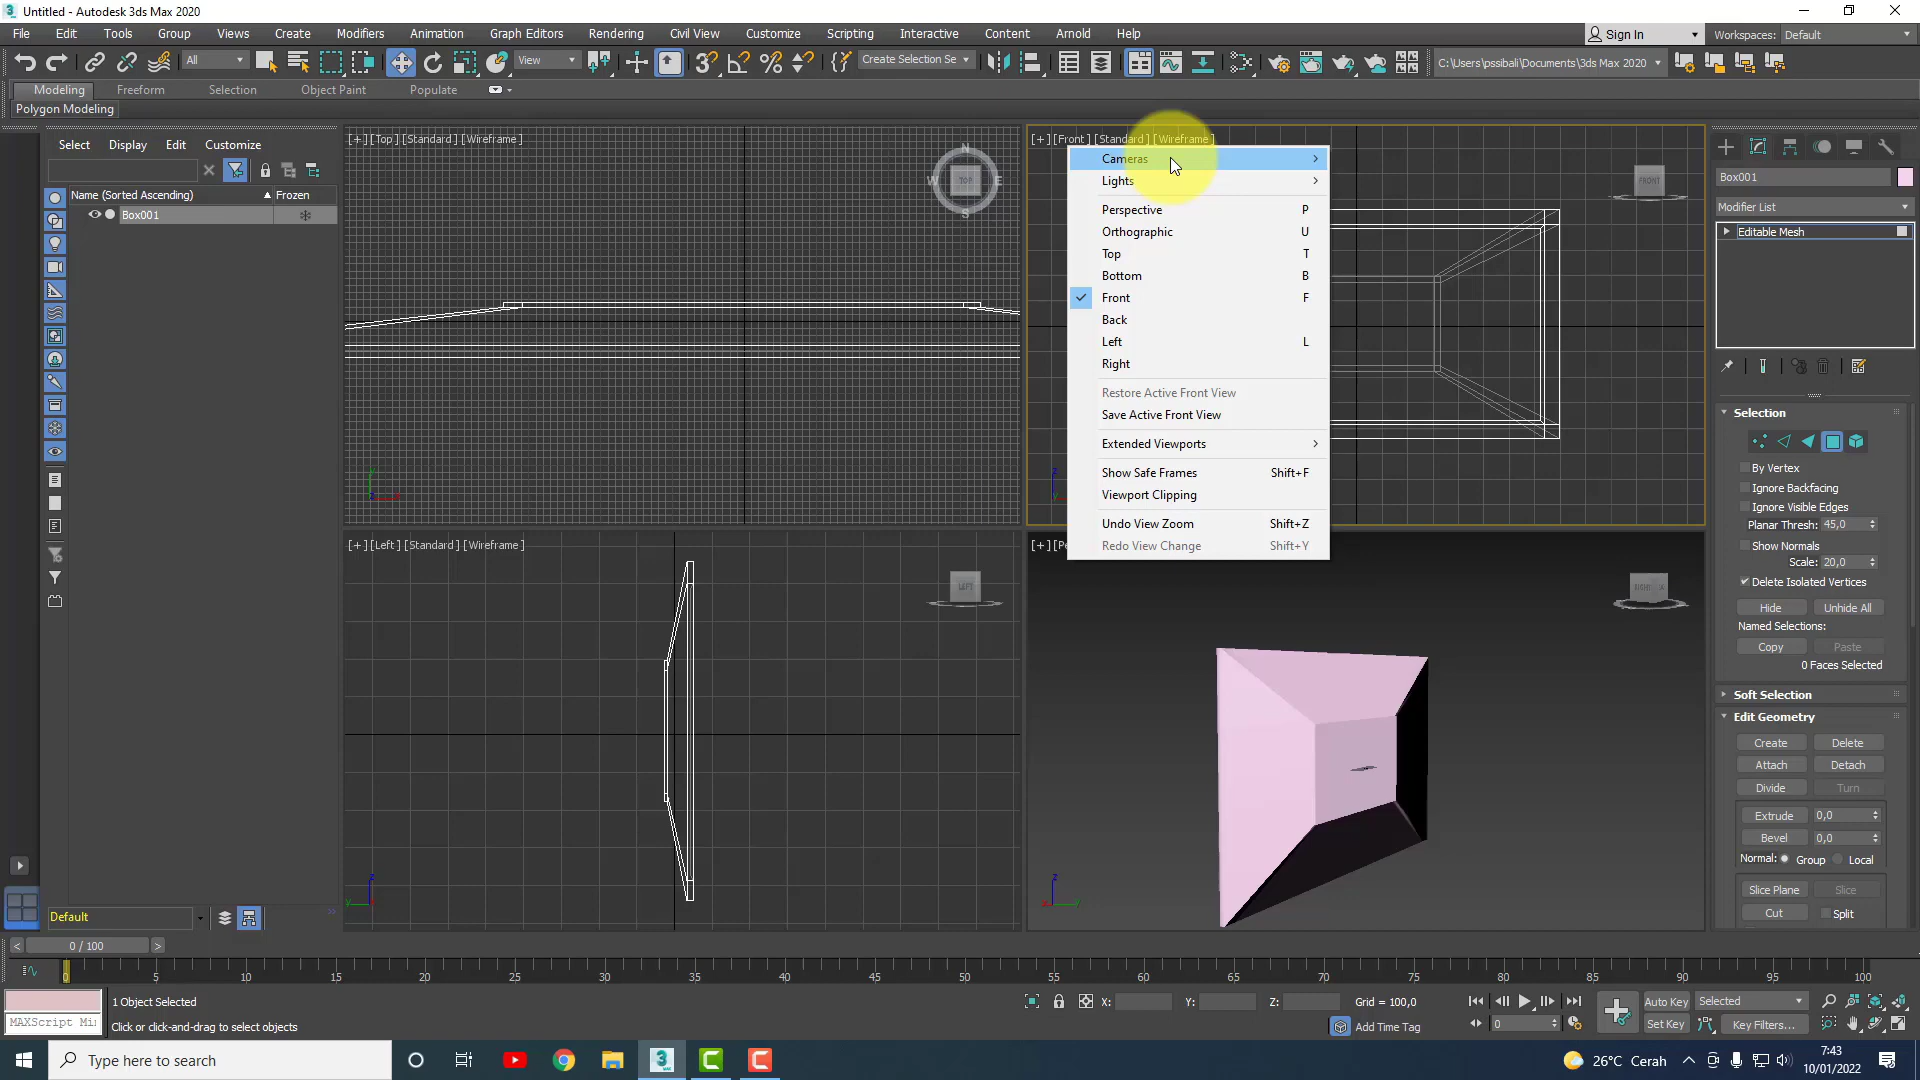 Untitled - Autodesk 3ds Max 2020
File Edit Tools Group Views Create Modifiers Animation Graph Editors Rendering Civil View Customize Scripting Interactive Content Arnold Help
Sign In Workspaces: Default
All View Create Selection Se C:\Users\pssibali\Documents\3ds Max 2020
Modeling Freeform Selection Object Paint Populate
Polygon Modeling
Select Display Edit Customize
Name (Sorted Ascending) Frozen
Box001
Default
[+] [Top] [Standard] [Wireframe]
N
W TOP E
S
[+] [Front] [Standard] [Wireframe]
FRONT
Cameras
Lights
Perspective P
Orthographic U
Top T
Bottom B
Front F
Back
Left L
Right
Restore Active Front View
Save Active Front View
Extended Viewports
Show Safe Frames Shift+F
Viewport Clipping
Undo View Zoom Shift+Z
Redo View Change Shift+Y
[+] [Left] [Standard] [Wireframe]
LEFT
[+] [Pe
Box001
Modifier List
Editable Mesh
Selection
By Vertex
Ignore Backfacing
Ignore Visible Edges
Planar Thresh: 45,0
Show Normals
Scale: 20,0
Delete Isolated Vertices
Hide Unhide All
Named Selections:
Copy Paste
0 Faces Selected
Soft Selection
Edit Geometry
Create Delete
Attach Detach
Divide Turn
Extrude 0,0
Bevel 0,0
Normal: Group Local
Slice Plane Slice
Cut Split
< 0 / 100 >
0 5 10 15 20 25 30 35 40 45 50 55 60 65 70 75 80 85 90 95 100
1 Object Selected
MAXScript Mi
Click or click-and-drag to select objects
X: Y: Z: Grid = 100,0
Add Time Tag
0
Auto Key Selected
Set Key Key Filters...
Type here to search
26°C Cerah
7:43
10/01/2022